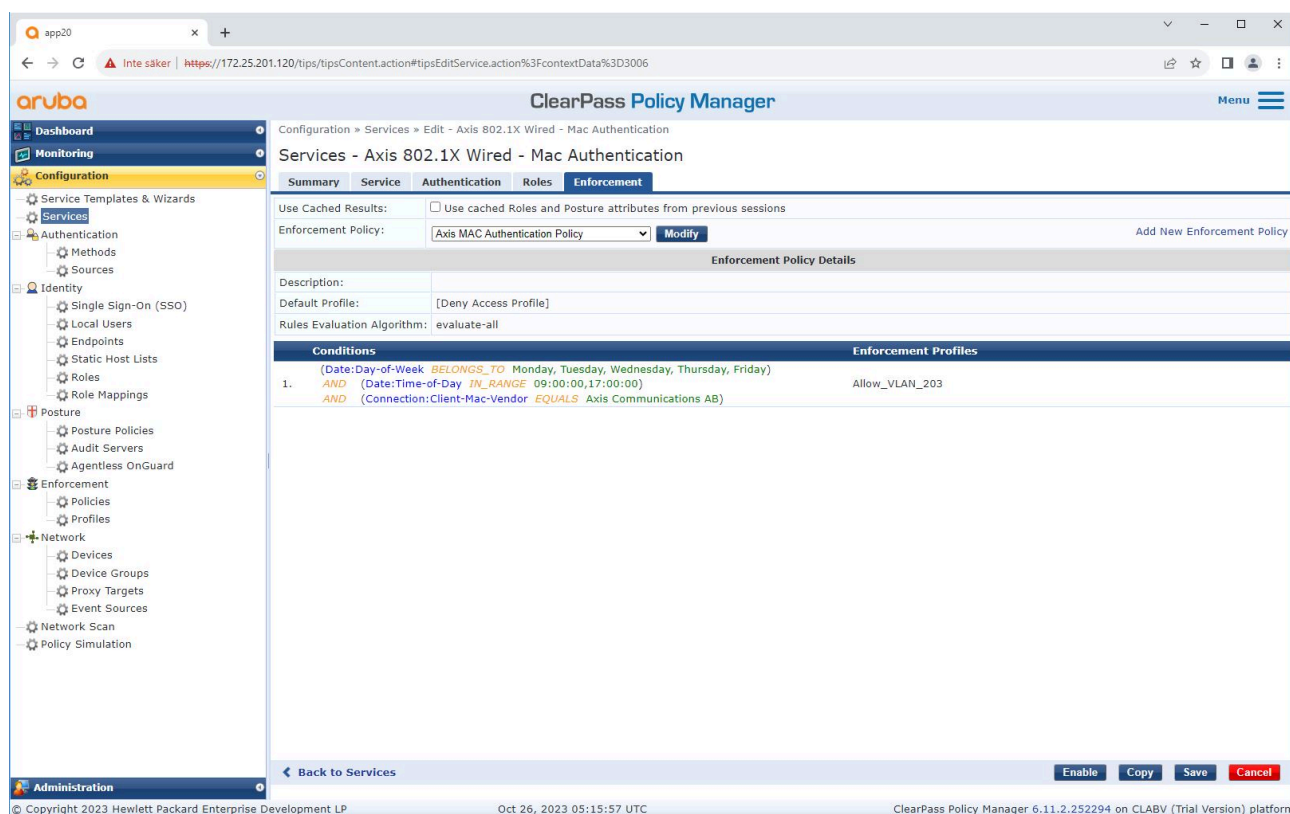 app20
Inte säker | https://172.25.201.120/tips/tipsContent.action#tipsEditService.action%3FcontextData%3D3006
aruba
ClearPass Policy Manager
Menu
Dashboard
Monitoring
Configuration
Service Templates & Wizards
Services
Authentication
Methods
Sources
Identity
Single Sign-On (SSO)
Local Users
Endpoints
Static Host Lists
Roles
Role Mappings
Posture
Posture Policies
Audit Servers
Agentless OnGuard
Enforcement
Policies
Profiles
Network
Devices
Device Groups
Proxy Targets
Event Sources
Network Scan
Policy Simulation
Administration
Configuration » Services » Edit - Axis 802.1X Wired - Mac Authentication
Services - Axis 802.1X Wired - Mac Authentication
Summary Service Authentication Roles Enforcement
Use Cached Results: Use cached Roles and Posture attributes from previous sessions
Enforcement Policy: Axis MAC Authentication Policy Modify Add New Enforcement Policy
Enforcement Policy Details
Description:
Default Profile: [Deny Access Profile]
Rules Evaluation Algorithm: evaluate-all
Conditions Enforcement Profiles
(Date:Day-of-Week BELONGS_TO Monday, Tuesday, Wednesday, Thursday, Friday)
1. AND (Date:Time-of-Day IN_RANGE 09:00:00,17:00:00) Allow_VLAN_203
AND (Connection:Client-Mac-Vendor EQUALS Axis Communications AB)
Back to Services Enable Copy Save Cancel
© Copyright 2023 Hewlett Packard Enterprise Development LP Oct 26, 2023 05:15:57 UTC ClearPass Policy Manager 6.11.2.252294 on CLABV (Trial Version) platform